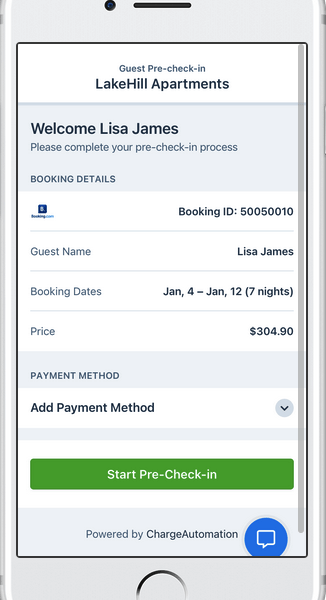 Guest Pre-check-in
LakeHill Apartments
Welcome Lisa James
Please complete your pre-check-in process
BOOKING DETAILS
B
Booking.com
Booking ID: 50050010
Guest Name Lisa James
Booking Dates Jan, 4 – Jan, 12 (7 nights)
Price $304.90
PAYMENT METHOD
Add Payment Method
Start Pre-Check-in
Powered by ChargeAutomation